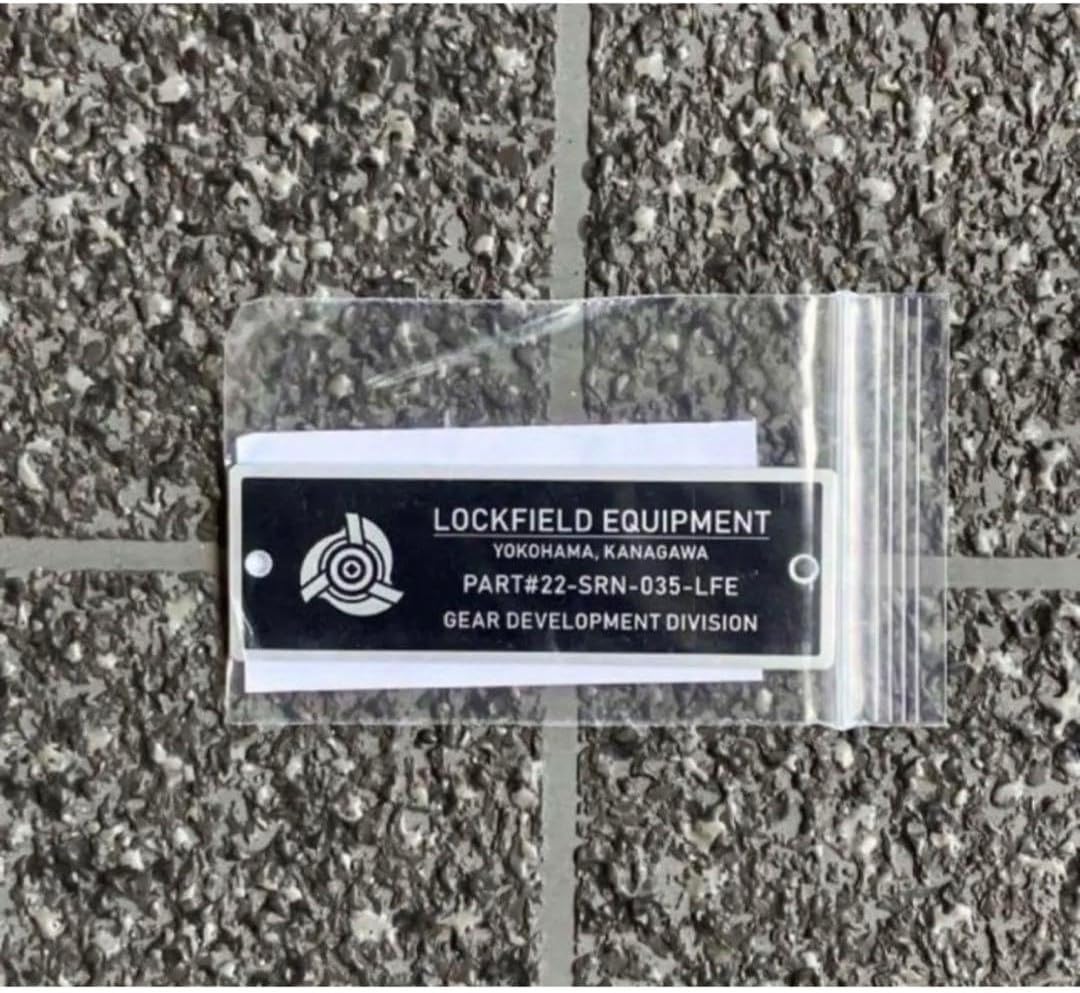 LOCKFIELD EQUIPMENT
YOKOHAMA, KANAGAWA
PART#22-SRN-035-LFE
GEAR DEVELOPMENT DIVISION